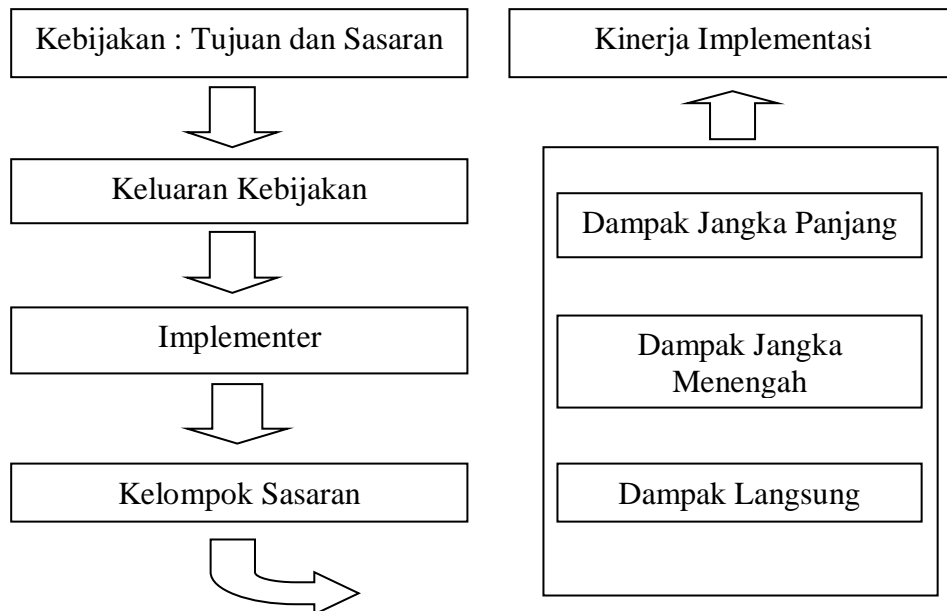 Kebijakan : Tujuan dan Sasaran
Keluaran Kebijakan
Implementer
Kelompok Sasaran
Kinerja Implementasi
Dampak Jangka Panjang
Dampak Jangka
Menengah
Dampak Langsung